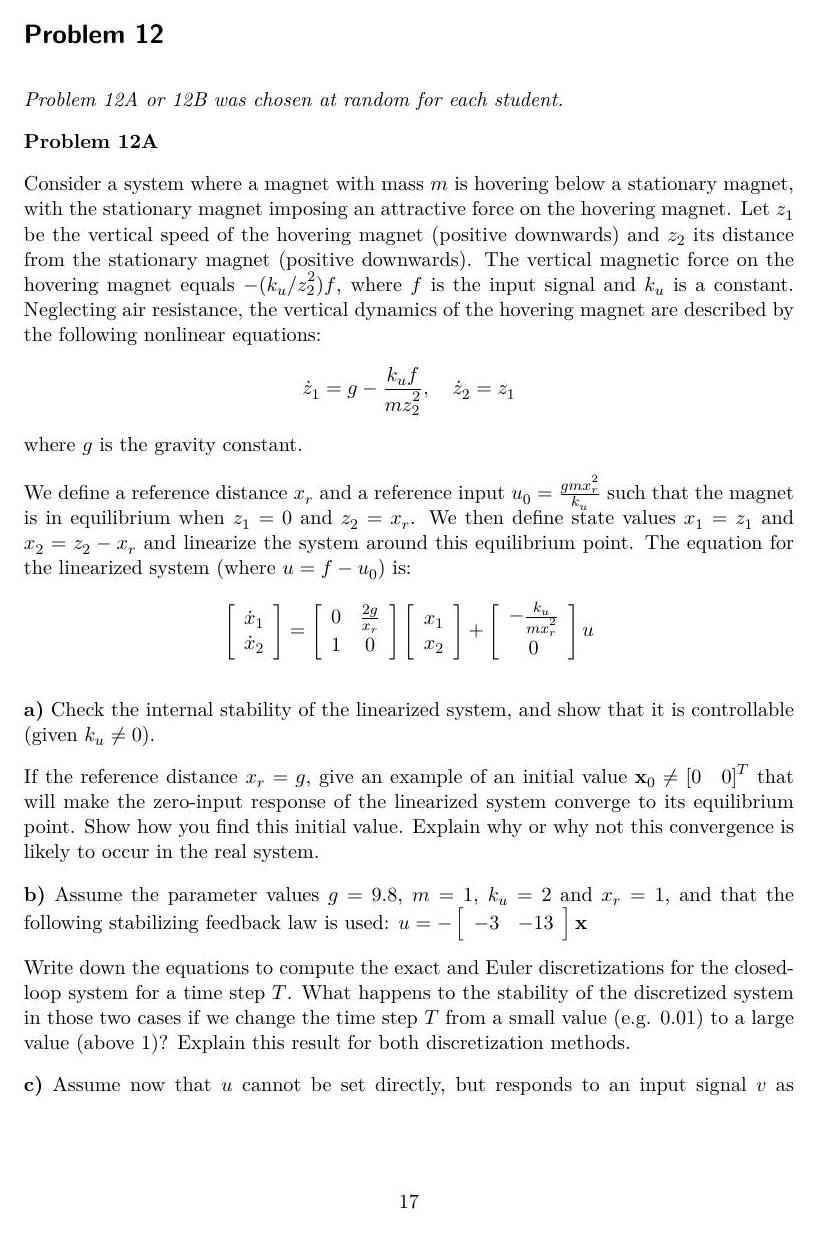 Problem 12
Problem 12A or 12B was chosen at random for each student.
Problem 12A
Consider a system where a magnet with mass m is hovering below a stationary magnet,
with the stationary magnet imposing an attractive force on the hovering magnet. Let z₁
be the vertical speed of the hovering magnet (positive downwards) and z₂ its distance
from the stationary magnet (positive downwards). The vertical magnetic force on the
hovering magnet equals −(kᵤ/z₂²)f, where f is the input signal and kᵤ is a constant.
Neglecting air resistance, the vertical dynamics of the hovering magnet are described by
the following nonlinear equations:
ż₁ = g − kᵤf/(mz₂²), ż₂ = z₁
where g is the gravity constant.
We define a reference distance xᵣ and a reference input u₀ = gmxᵣ²/kᵤ such that the magnet
is in equilibrium when z₁ = 0 and z₂ = xᵣ. We then define state values x₁ = z₁ and
x₂ = z₂ − xᵣ and linearize the system around this equilibrium point. The equation for
the linearized system (where u = f − u₀) is:
[ẋ₁; ẋ₂] = [0 2g/xᵣ; 1 0] [x₁; x₂] + [−kᵤ/(mxᵣ²); 0] u
a) Check the internal stability of the linearized system, and show that it is controllable
(given kᵤ ≠ 0).
If the reference distance xᵣ = g, give an example of an initial value x₀ ≠ [0 0]ᵀ that
will make the zero-input response of the linearized system converge to its equilibrium
point. Show how you find this initial value. Explain why or why not this convergence is
likely to occur in the real system.
b) Assume the parameter values g = 9.8, m = 1, kᵤ = 2 and xᵣ = 1, and that the
following stabilizing feedback law is used: u = −[−3 −13] x
Write down the equations to compute the exact and Euler discretizations for the closed-
loop system for a time step T. What happens to the stability of the discretized system
in those two cases if we change the time step T from a small value (e.g. 0.01) to a large
value (above 1)? Explain this result for both discretization methods.
c) Assume now that u cannot be set directly, but responds to an input signal v as
17